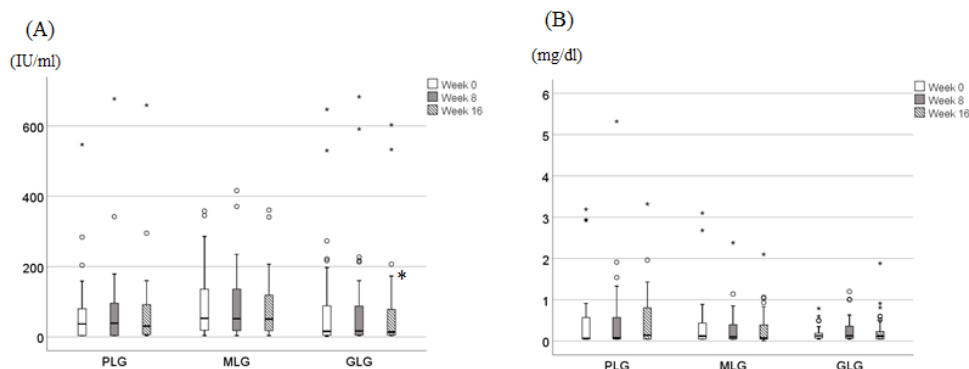 (A)
(IU/ml)
Week 0
Week 8
Week 16
600
400
200
0
PLG MLG GLG
(B)
(mg/dl)
Week 0
Week 8
Week 16
6
5
4
3
2
1
0
PLG MLG GLG